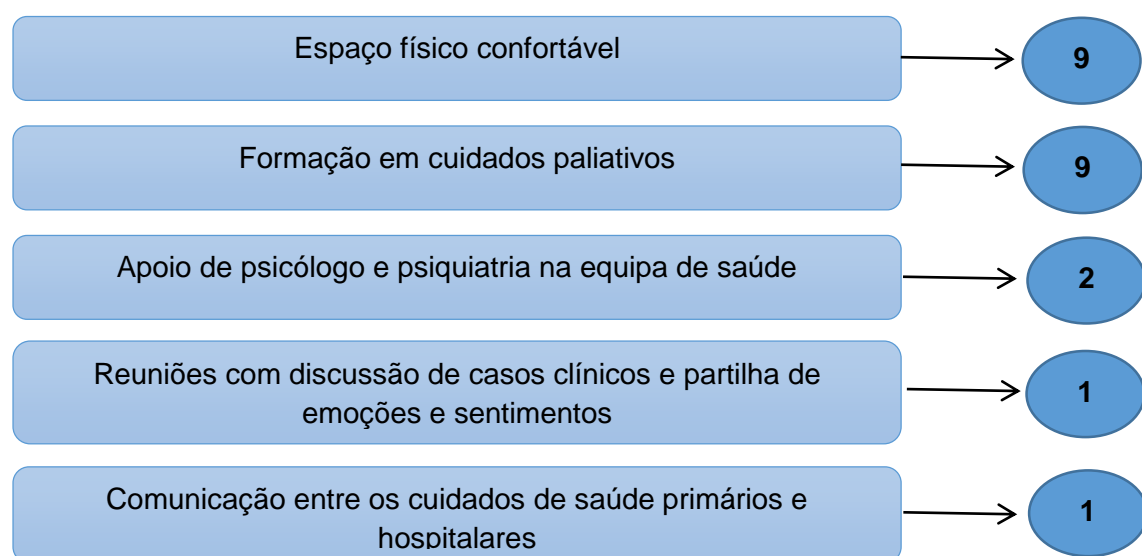 Espaço físico confortável
9
Formação em cuidados paliativos
9
Apoio de psicólogo e psiquiatria na equipa de saúde
2
Reuniões com discussão de casos clínicos e partilha de
emoções e sentimentos
1
Comunicação entre os cuidados de saúde primários e
hospitalares
1